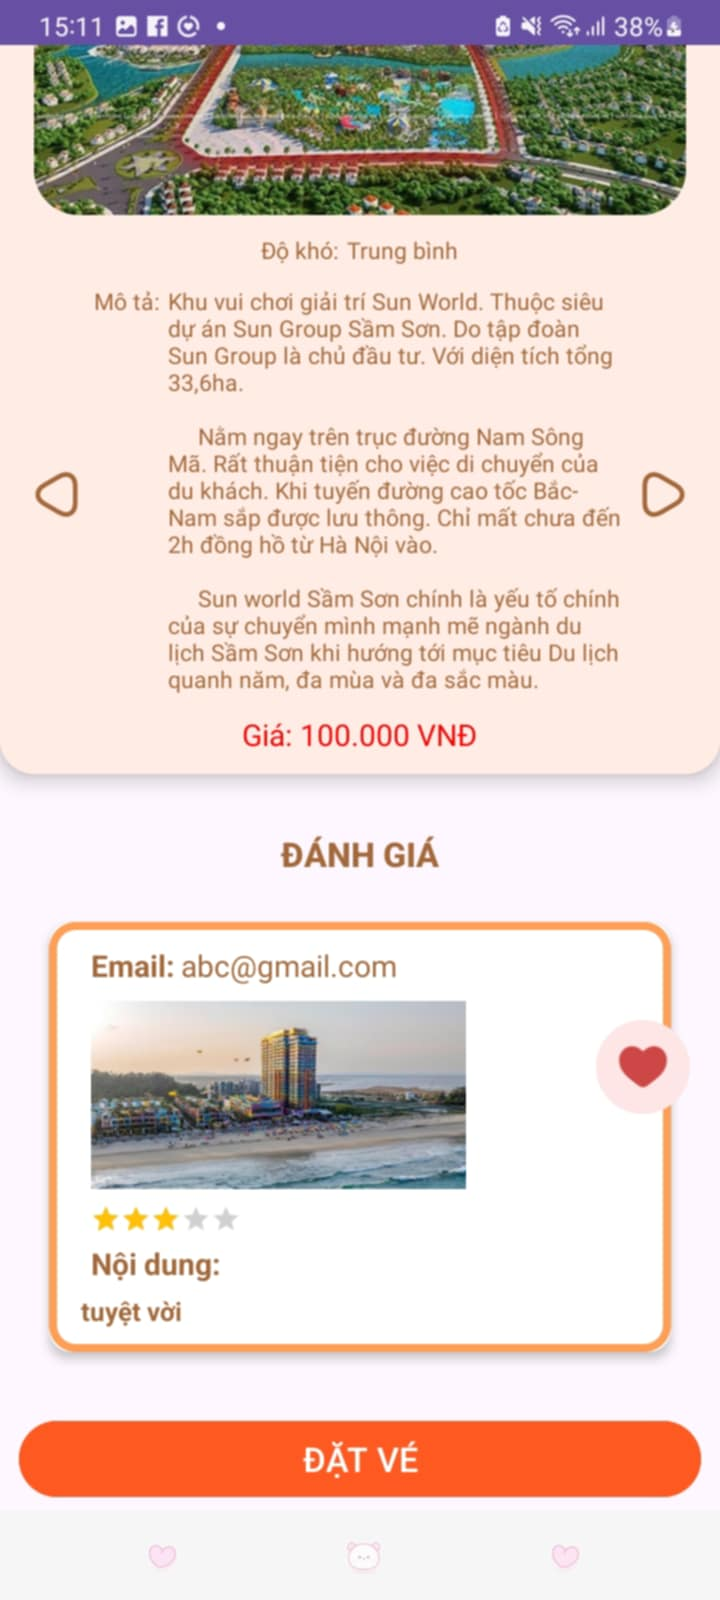 15:11
38%
Độ khó: Trung bình
Mô tả: Khu vui chơi giải trí Sun World. Thuộc siêu
dự án Sun Group Sầm Sơn. Do tập đoàn
Sun Group là chủ đầu tư. Với diện tích tổng
33,6ha.
Nằm ngay trên trục đường Nam Sông
Mã. Rất thuận tiện cho việc di chuyển của
du khách. Khi tuyến đường cao tốc Bắc-
Nam sắp được lưu thông. Chỉ mất chưa đến
2h đồng hồ từ Hà Nội vào.
Sun world Sầm Sơn chính là yếu tố chính
của sự chuyển mình mạnh mẽ ngành du
lịch Sầm Sơn khi hướng tới mục tiêu Du lịch
quanh năm, đa mùa và đa sắc màu.
Giá: 100.000 VNĐ
ĐÁNH GIÁ
Email: abc@gmail.com
Nội dung:
tuyệt vời
ĐẶT VÉ